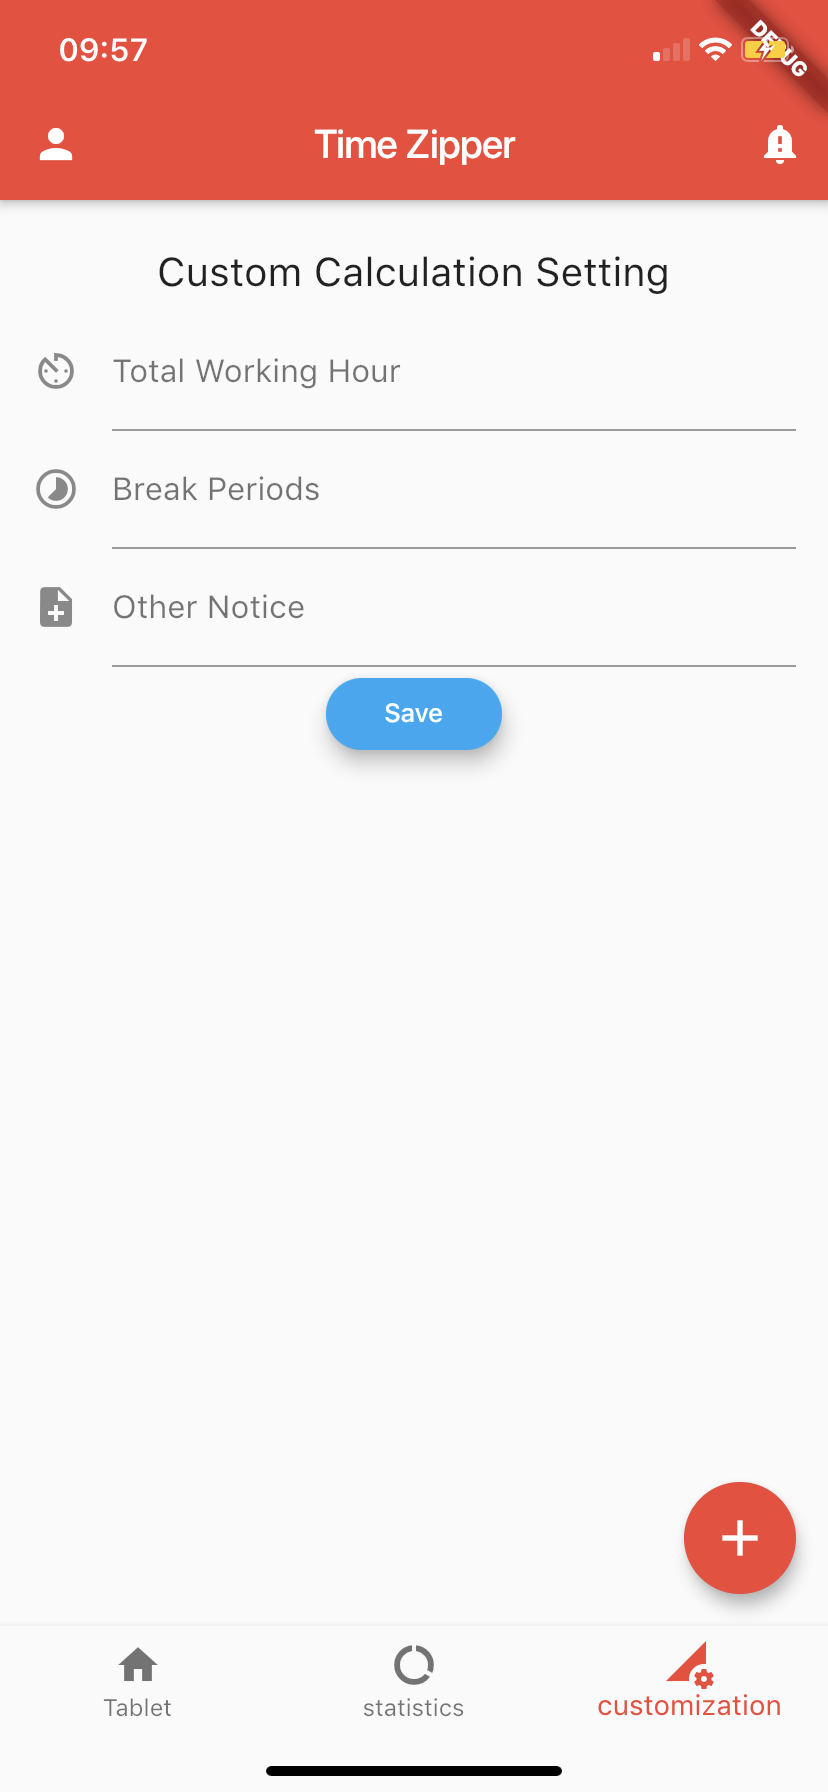 09:57
DEBUG
Time Zipper
Custom Calculation Setting
Total Working Hour
Break Periods
Other Notice
Save
Tablet
statistics
customization